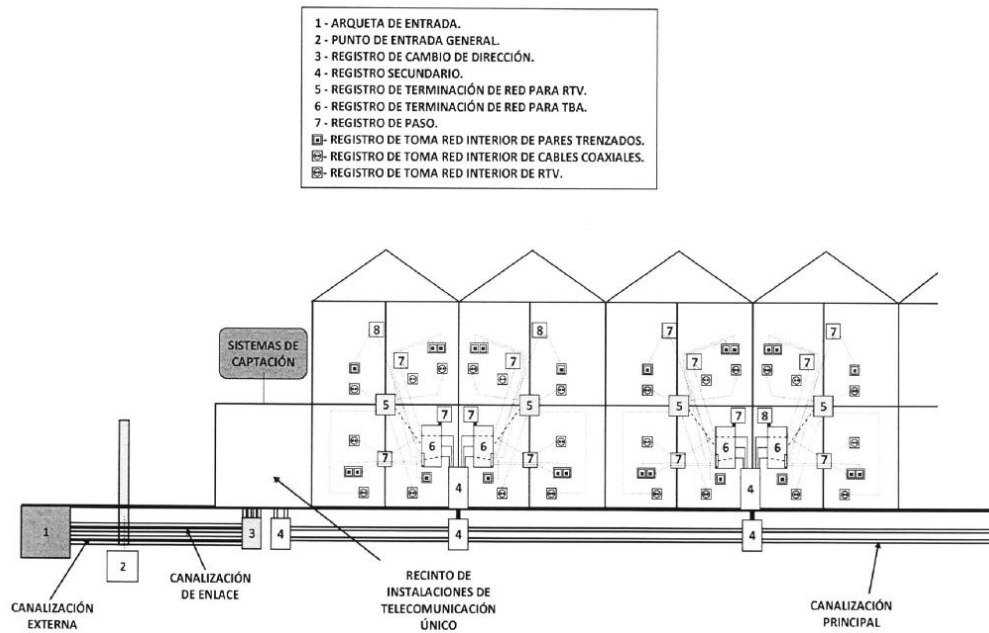 1 - ARQUETA DE ENTRADA.
2 - PUNTO DE ENTRADA GENERAL.
3 - REGISTRO DE CAMBIO DE DIRECCIÓN.
4 - REGISTRO SECUNDARIO.
5 - REGISTRO DE TERMINACIÓN DE RED PARA RTV.
6 - REGISTRO DE TERMINACIÓN DE RED PARA TBA.
7 - REGISTRO DE PASO.
- REGISTRO DE TOMA RED INTERIOR DE PARES TRENZADOS.
- REGISTRO DE TOMA RED INTERIOR DE CABLES COAXIALES.
- REGISTRO DE TOMA RED INTERIOR DE RTV.
8 8 7 7
SISTEMAS DE
CAPTACIÓN
7 7 7 7
5 5 5 5
7 7 7 8
6 6 6 6
7 7 7 7
4 4
1 3 4 4 4
2
CANALIZACIÓN
EXTERNA
CANALIZACIÓN
DE ENLACE
RECINTO DE
INSTALACIONES DE
TELECOMUNICACIÓN
ÚNICO
CANALIZACIÓN
PRINCIPAL